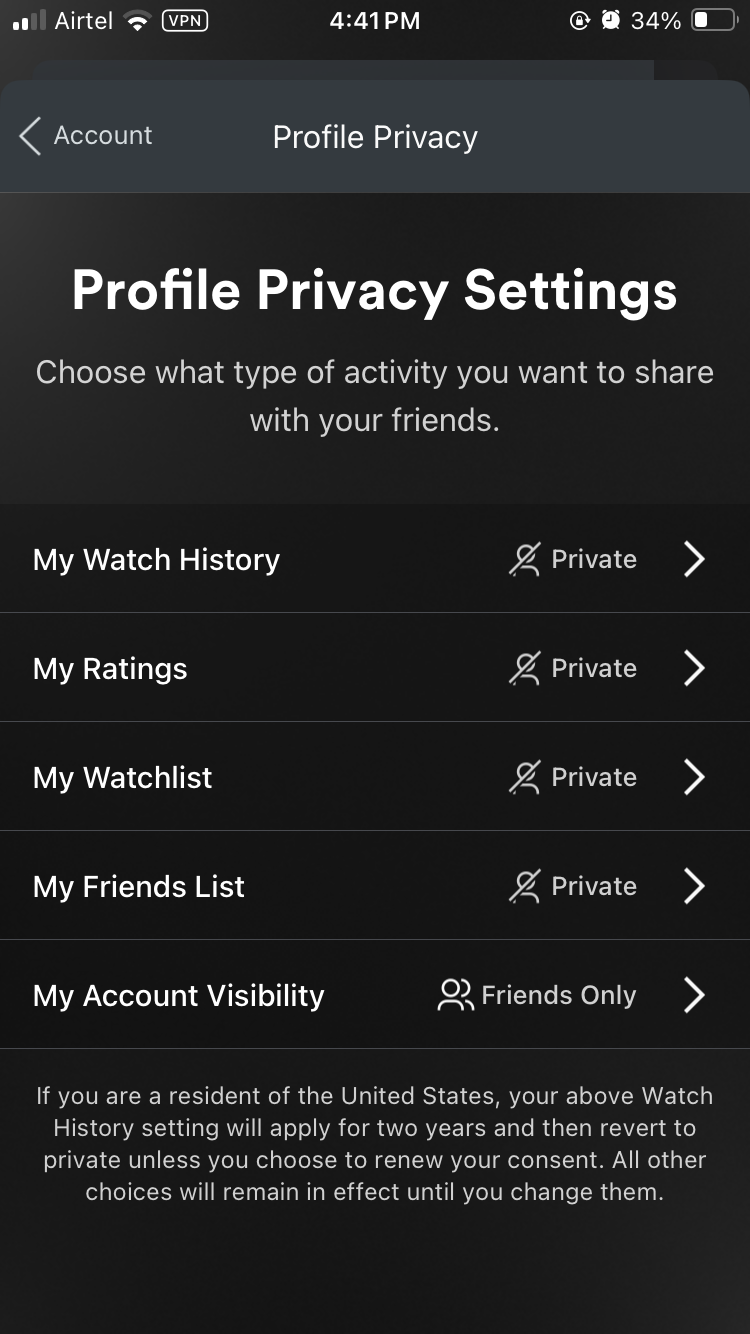 Airtel VPN 4:41 PM 34%
Account Profile Privacy
Profile Privacy Settings
Choose what type of activity you want to share
with your friends.
My Watch History Private
My Ratings Private
My Watchlist Private
My Friends List Private
My Account Visibility Friends Only
If you are a resident of the United States, your above Watch
History setting will apply for two years and then revert to
private unless you choose to renew your consent. All other
choices will remain in effect until you change them.